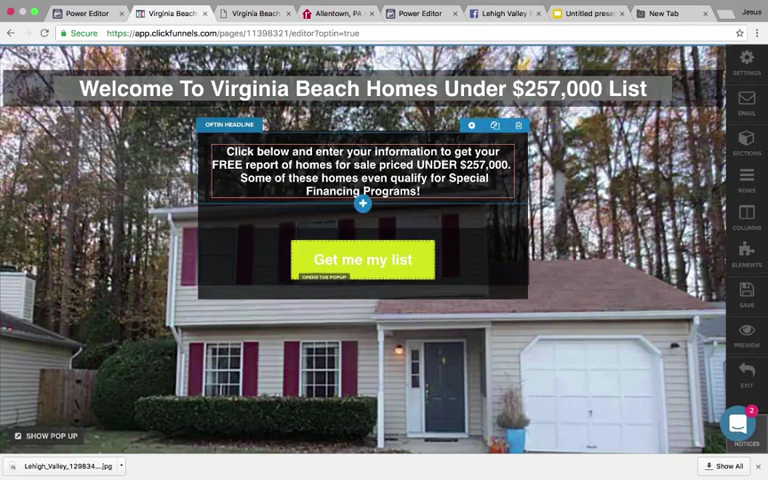 Power Editor
Virginia Beach
Virginia Beach
Allentown, PA
Power Editor
Lehigh Valley
Untitled prese
New Tab
Jesus
Secure
https://app.clickfunnels.com/pages/11398321/editor?optin=true
Welcome To Virginia Beach Homes Under $257,000 List
OPTIN HEADLINE
Click below and enter your information to get your
FREE report of homes for sale priced UNDER $257,000.
Some of these homes even qualify for Special
Financing Programs!
Get me my list
OPENS THE POPUP
SETTINGS
EMAIL
SECTIONS
ROWS
COLUMNS
ELEMENTS
SAVE
PREVIEW
EXIT
2
NOTICES
SHOW POP UP
Lehigh_Valley_129834....jpg
Show All